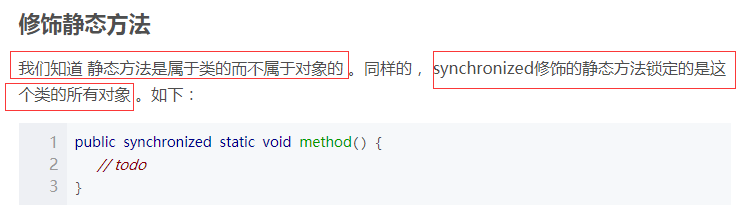 修饰静态方法
我们知道 静态方法是属于类的而不属于对象的 。同样的， synchronized修饰的静态方法锁定的是这
个类的所有对象 。如下：
1 public synchronized static void method() {
2 // todo
3 }